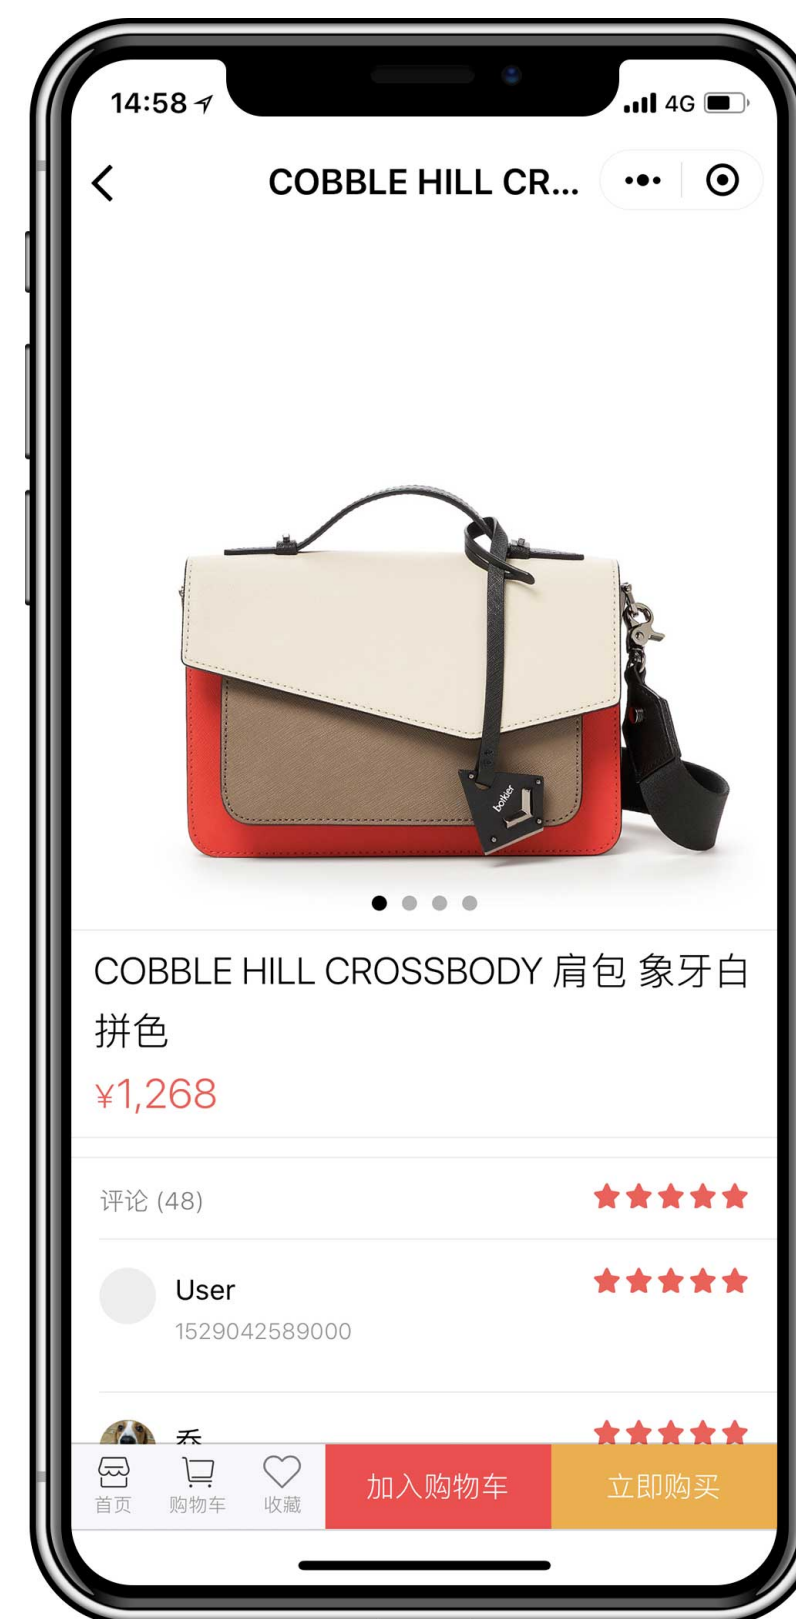 14:58
4G
COBBLE HILL CR...
botkier
COBBLE HILL CROSSBODY 肩包 象牙白
拼色
¥1,268
评论 (48)
User
1529042589000
乔
首页
购物车
收藏
加入购物车
立即购买